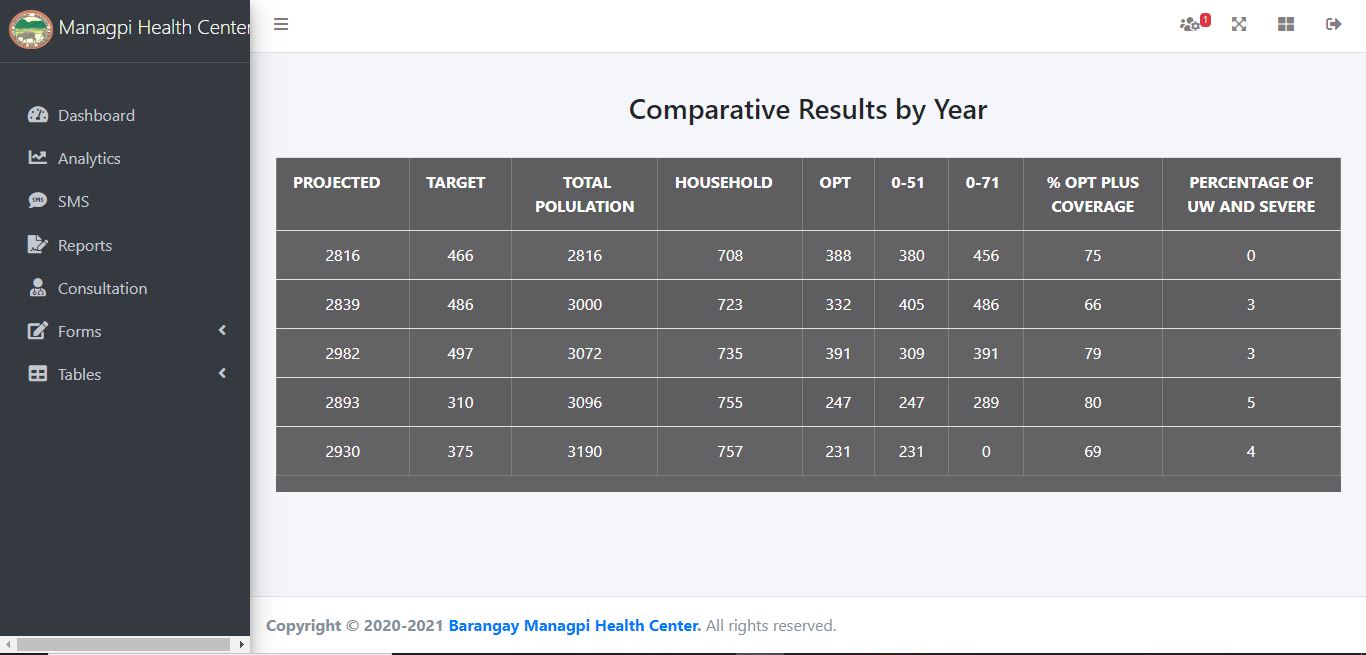 Managpi Health Center
1
Dashboard
Analytics
SMS
SMS
Reports
Consultation
Forms
Tables
Comparative Results by Year
PROJECTED TARGET TOTAL POLULATION HOUSEHOLD OPT 0-51 0-71 % OPT PLUS COVERAGE PERCENTAGE OF UW AND SEVERE
2816 466 2816 708 388 380 456 75 0
2839 486 3000 723 332 405 486 66 3
2982 497 3072 735 391 309 391 79 3
2893 310 3096 755 247 247 289 80 5
2930 375 3190 757 231 231 0 69 4
Copyright © 2020-2021 Barangay Managpi Health Center. All rights reserved.